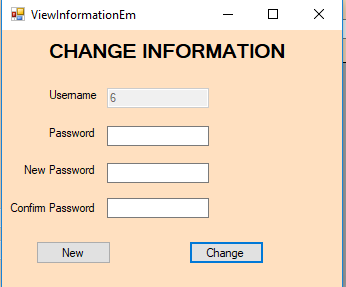 ViewInformationEm
CHANGE INFORMATION
Username 6
Password
New Password
Confirm Password
New Change